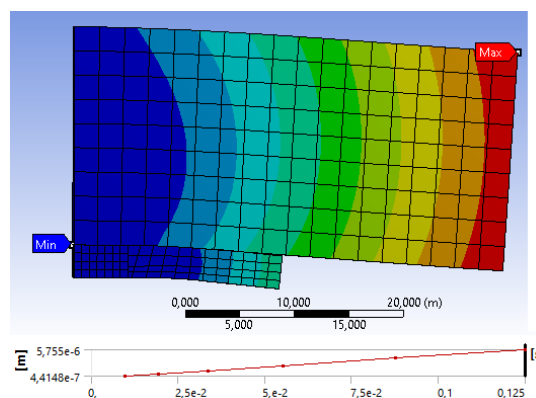 Max
Min
0,000 10,000 20,000 (m)
5,000 15,000
[m]
5,755e-6
4,4148e-7
0, 2,5e-2 5,e-2 7,5e-2 0,1 0,125